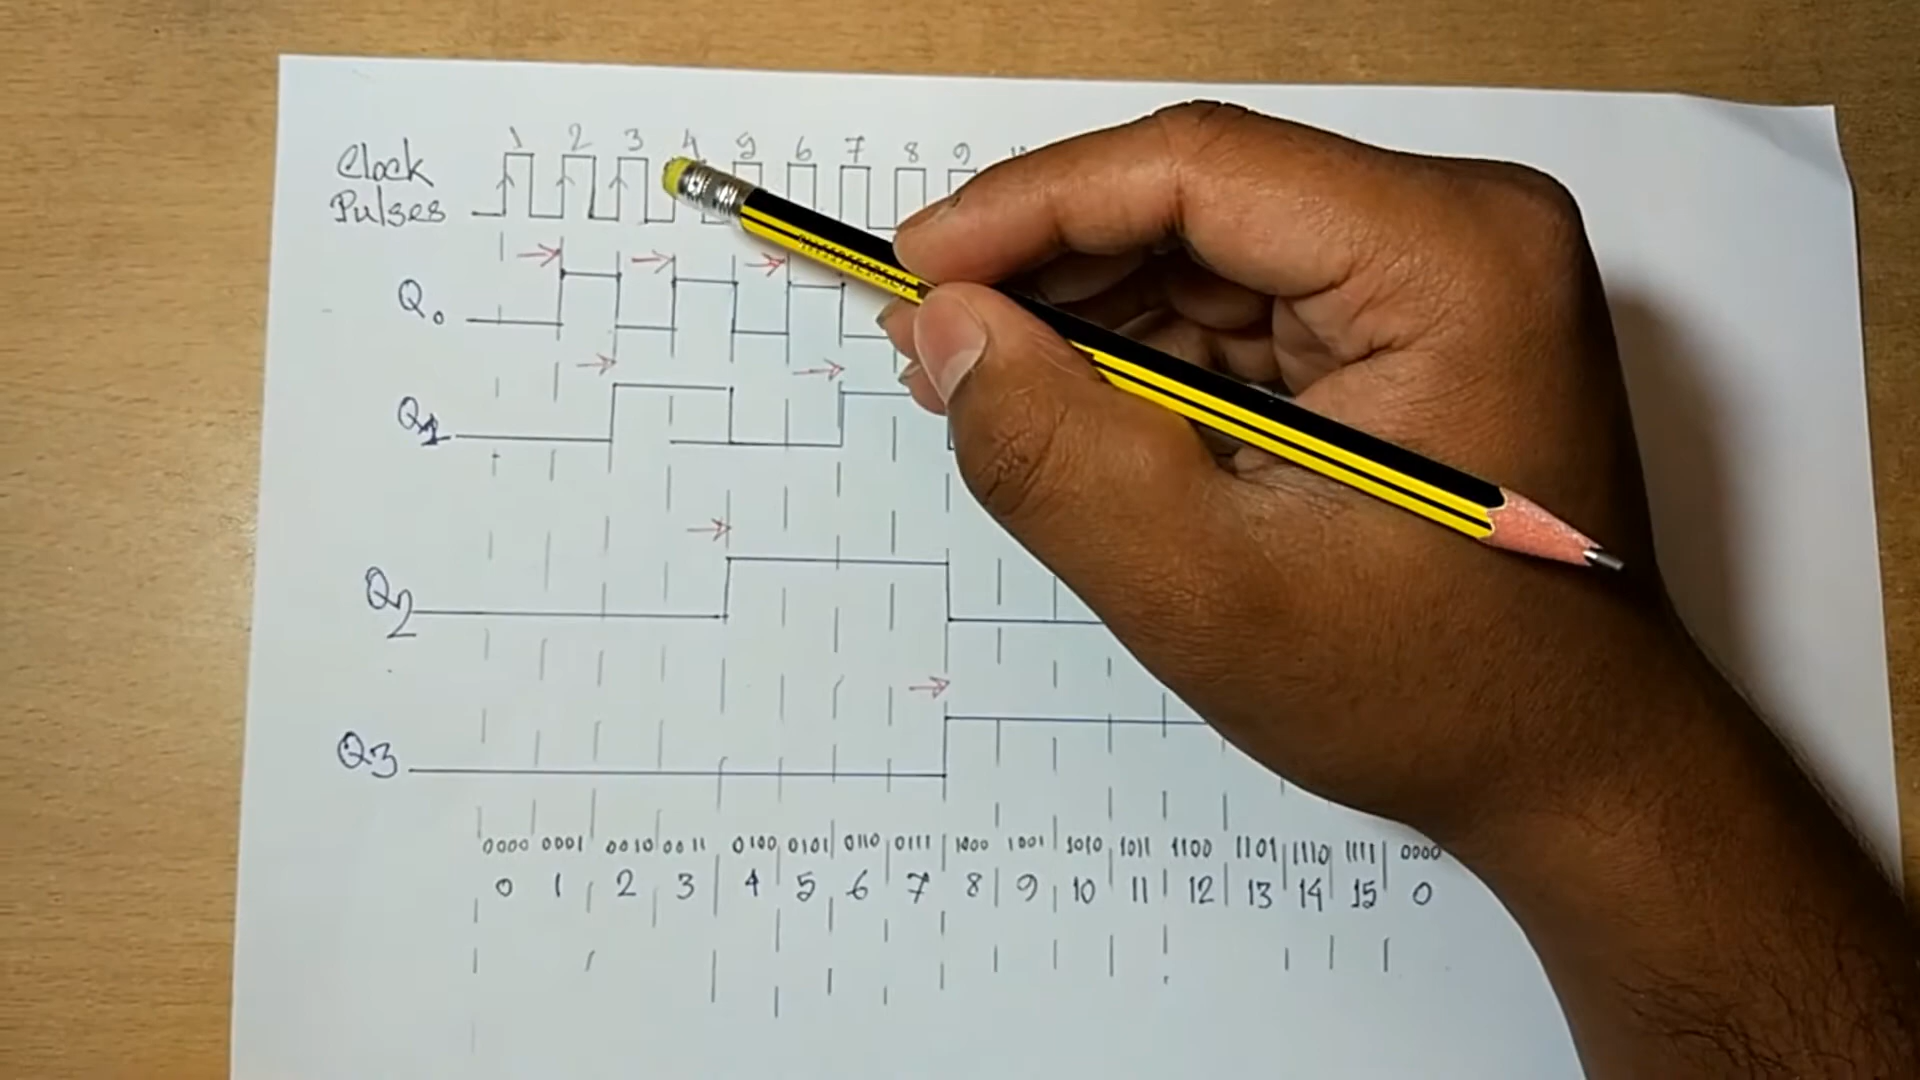 1 2 3 4 5 6 7 8 9
Clock
Pulses
Q0
Q1
Q2
Q3
0000 0001 0010 0011 0100 0101 0110 0111 1000 1001 1010 1011 1100 1101 1110 1111 0000
0 1 2 3 4 5 6 7 8 9 10 11 12 13 14 15 0